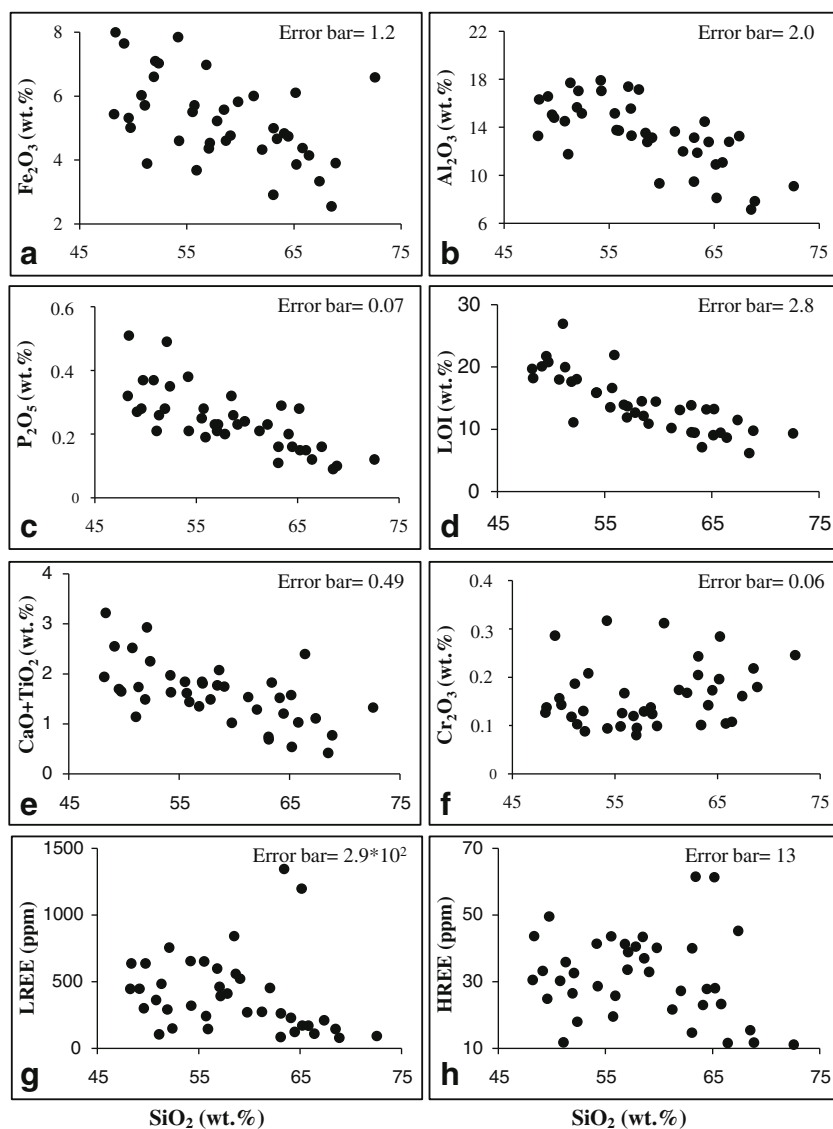 Error bar= 1.2
Fe₂O₃ (wt.%)
8
6
4
2
45 55 65 75
a
Error bar= 2.0
Al₂O₃ (wt.%)
22
18
14
10
6
45 55 65 75
b
Error bar= 0.07
P₂O₅ (wt.%)
0.6
0.4
0.2
0
45 55 65 75
c
Error bar= 2.8
LOI (wt.%)
30
20
10
0
45 55 65 75
d
Error bar= 0.49
CaO+TiO₂ (wt.%)
4
3
2
1
0
45 55 65 75
e
Error bar= 0.06
Cr₂O₃ (wt.%)
0.4
0.3
0.2
0.1
0
45 55 65 75
f
Error bar= 2.9*10²
LREE (ppm)
1500
1000
500
0
45 55 65 75
g
SiO₂ (wt.%)
Error bar= 13
HREE (ppm)
70
60
50
40
30
20
10
45 55 65 75
h
SiO₂ (wt.%)